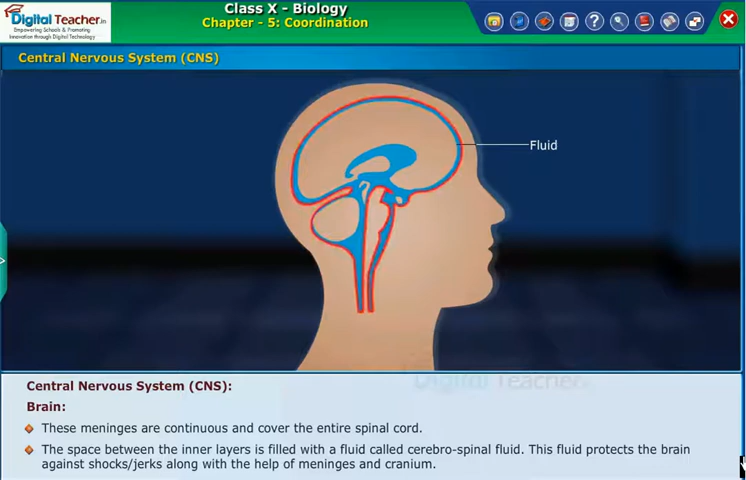 Digital Teacher.in
Empowering Schools & Promoting
Innovation through Digital Technology
Class X - Biology
Chapter - 5: Coordination
Central Nervous System (CNS)
Fluid
Digital Teacher
Central Nervous System (CNS):
Brain:
These meninges are continuous and cover the entire spinal cord.
The space between the inner layers is filled with a fluid called cerebro-spinal fluid. This fluid protects the brain
against shocks/jerks along with the help of meninges and cranium.